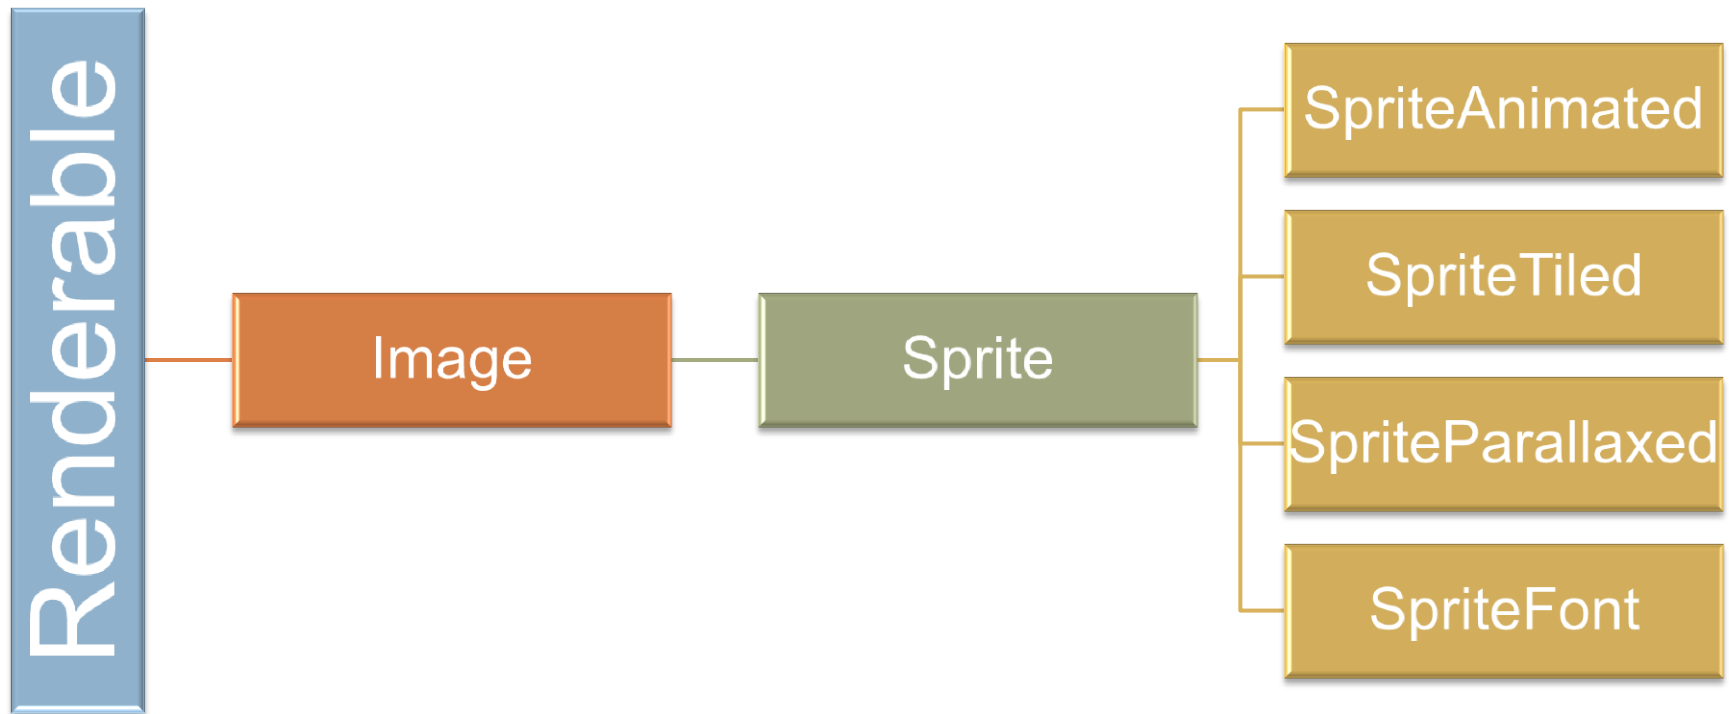 Renderable
Image
Sprite
SpriteAnimated
SpriteTiled
SpriteParallaxed
SpriteFont